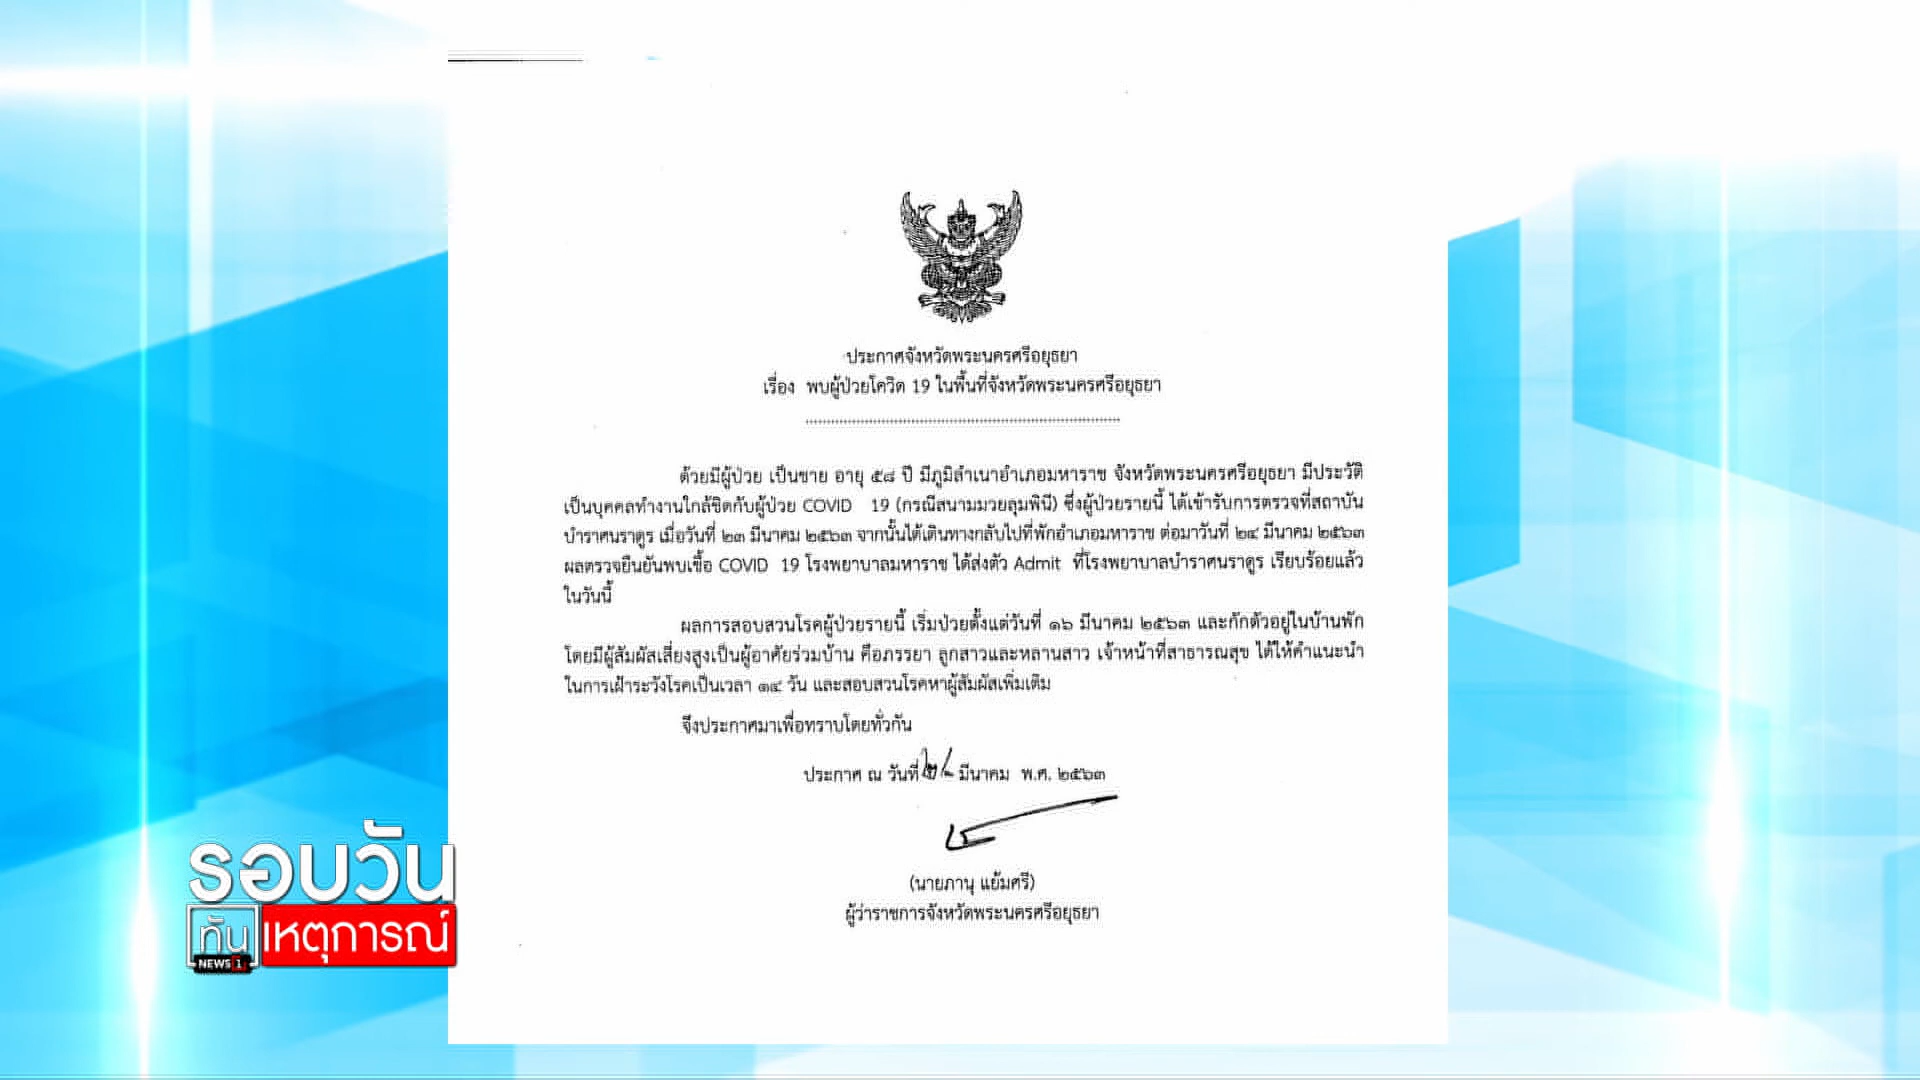 ประกาศจังหวัดพระนครศรีอยุธยา
เรื่อง พบผู้ป่วยโควิด 19 ในพื้นที่จังหวัดพระนครศรีอยุธยา
ด้วยมีผู้ป่วย เป็นชาย อายุ ๕๘ ปี มีภูมิลำเนาอำเภอมหาราช จังหวัดพระนครศรีอยุธยา มีประวัติ
เป็นบุคคลทำงานใกล้ชิดกับผู้ป่วย COVID 19 (กรณีสนามมวยลุมพินี) ซึ่งผู้ป่วยรายนี้ ได้เข้ารับการตรวจที่สถาบัน
บำราศนราดูร เมื่อวันที่ ๒๓ มีนาคม ๒๕๖๓ จากนั้นได้เดินทางกลับไปที่พักอำเภอมหาราช ต่อมาวันที่ ๒๔ มีนาคม ๒๕๖๓
ผลตรวจยืนยันพบเชื้อ COVID 19 โรงพยาบาลมหาราช ได้ส่งตัว Admit ที่โรงพยาบาลบำราศนราดูร เรียบร้อยแล้ว
ในวันนี้
ผลการสอบสวนโรคผู้ป่วยรายนี้ เริ่มป่วยตั้งแต่วันที่ ๑๖ มีนาคม ๒๕๖๓ และกักตัวอยู่ในบ้านพัก
โดยมีผู้สัมผัสเสี่ยงสูงเป็นผู้อาศัยร่วมบ้าน คือภรรยา ลูกสาวและหลานสาว เจ้าหน้าที่สาธารณสุข ได้ให้คำแนะนำ
ในการเฝ้าระวังโรคเป็นเวลา ๑๔ วัน และสอบสวนโรคหาผู้สัมผัสเพิ่มเติม
จึงประกาศมาเพื่อทราบโดยทั่วกัน
ประกาศ ณ วันที่ มีนาคม พ.ศ. ๒๕๖๓
(นายภานุ แย้มศรี)
ผู้ว่าราชการจังหวัดพระนครศรีอยุธยา
รอบวัน
ทันเหตุการณ์
NEWS 1